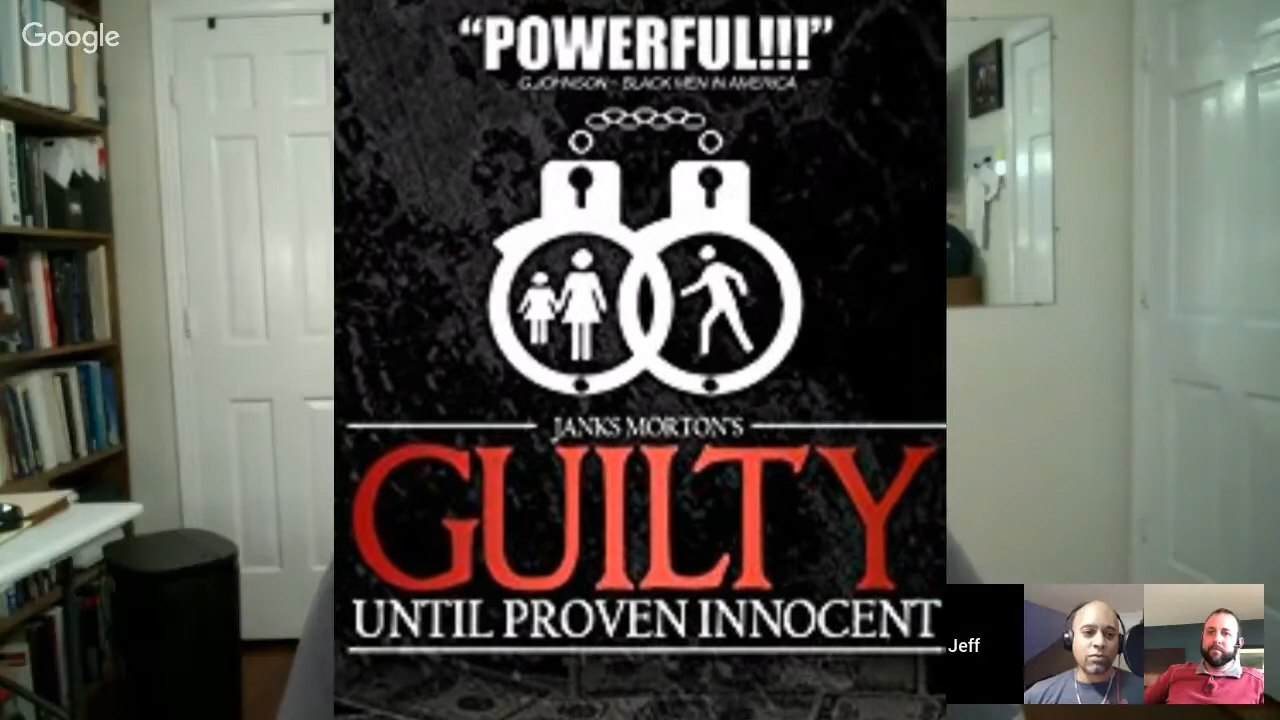 Google
“POWERFUL!!!”
G.JOHNSON - BLACK MEN IN AMERICA
JANKS MORTON'S
GUILTY
UNTIL PROVEN INNOCENT
Jeff